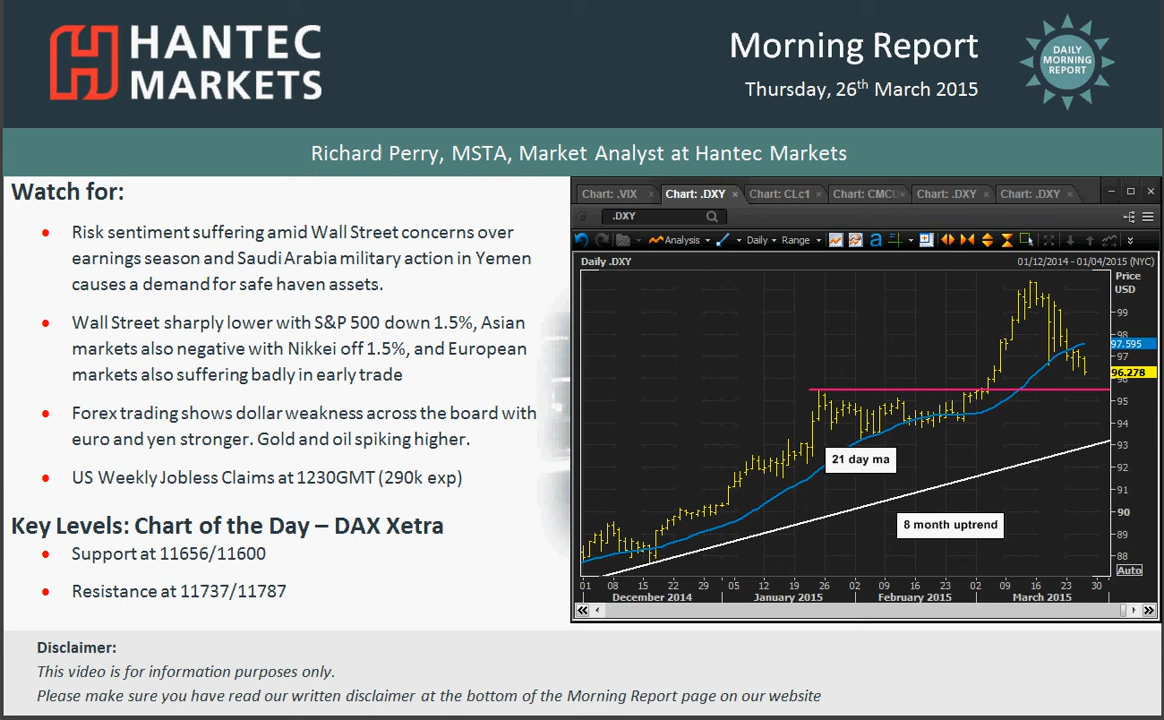 HANTEC
MARKETS
Morning Report
Thursday, 26th March 2015
DAILY
MORNING
REPORT
Richard Perry, MSTA, Market Analyst at Hantec Markets
Watch for:
Risk sentiment suffering amid Wall Street concerns over
earnings season and Saudi Arabia military action in Yemen
causes a demand for safe haven assets.
Wall Street sharply lower with S&P 500 down 1.5%, Asian
markets also negative with Nikkei off 1.5%, and European
markets also suffering badly in early trade
Forex trading shows dollar weakness across the board with
euro and yen stronger. Gold and oil spiking higher.
US Weekly Jobless Claims at 1230GMT (290k exp)
Key Levels: Chart of the Day – DAX Xetra
Support at 11656/11600
Resistance at 11737/11787
Chart: .VIX Chart: .DXY Chart: CLc1 Chart: CMCU Chart: .DXY Chart: .DXY
.DXY
Analysis Daily Range
Daily .DXY 01/12/2014 - 01/04/2015 (NYC)
Price
USD
99
98
97.595
97
96.278
96
95
94
93
92
91
90
89
88
Auto
21 day ma
8 month uptrend
01 08 15 22 29 05 12 19 26 02 09 16 23 02 09 16 23 30
December 2014 January 2015 February 2015 March 2015
Disclaimer:
This video is for information purposes only.
Please make sure you have read our written disclaimer at the bottom of the Morning Report page on our website